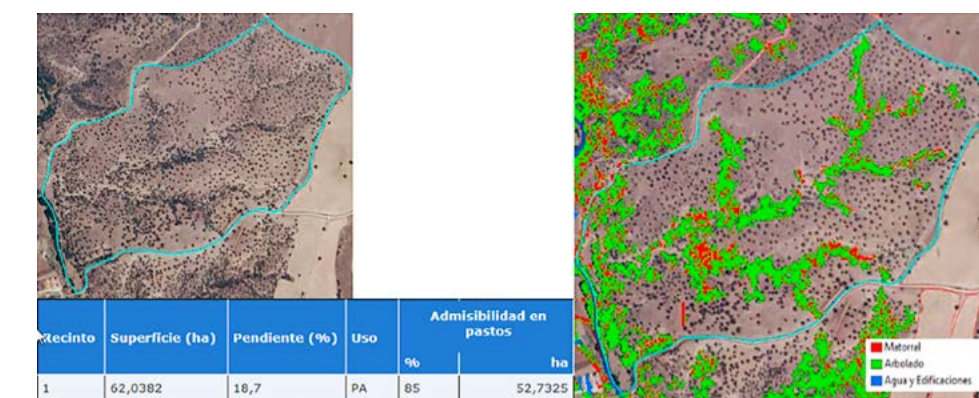 Recinto Superficie (ha) Pendiente (%) Uso Admisibilidad en pastos
% ha
1 62,0382 18,7 PA 85 52,7325
Matorral
Arbolado
Agua y Edificaciones